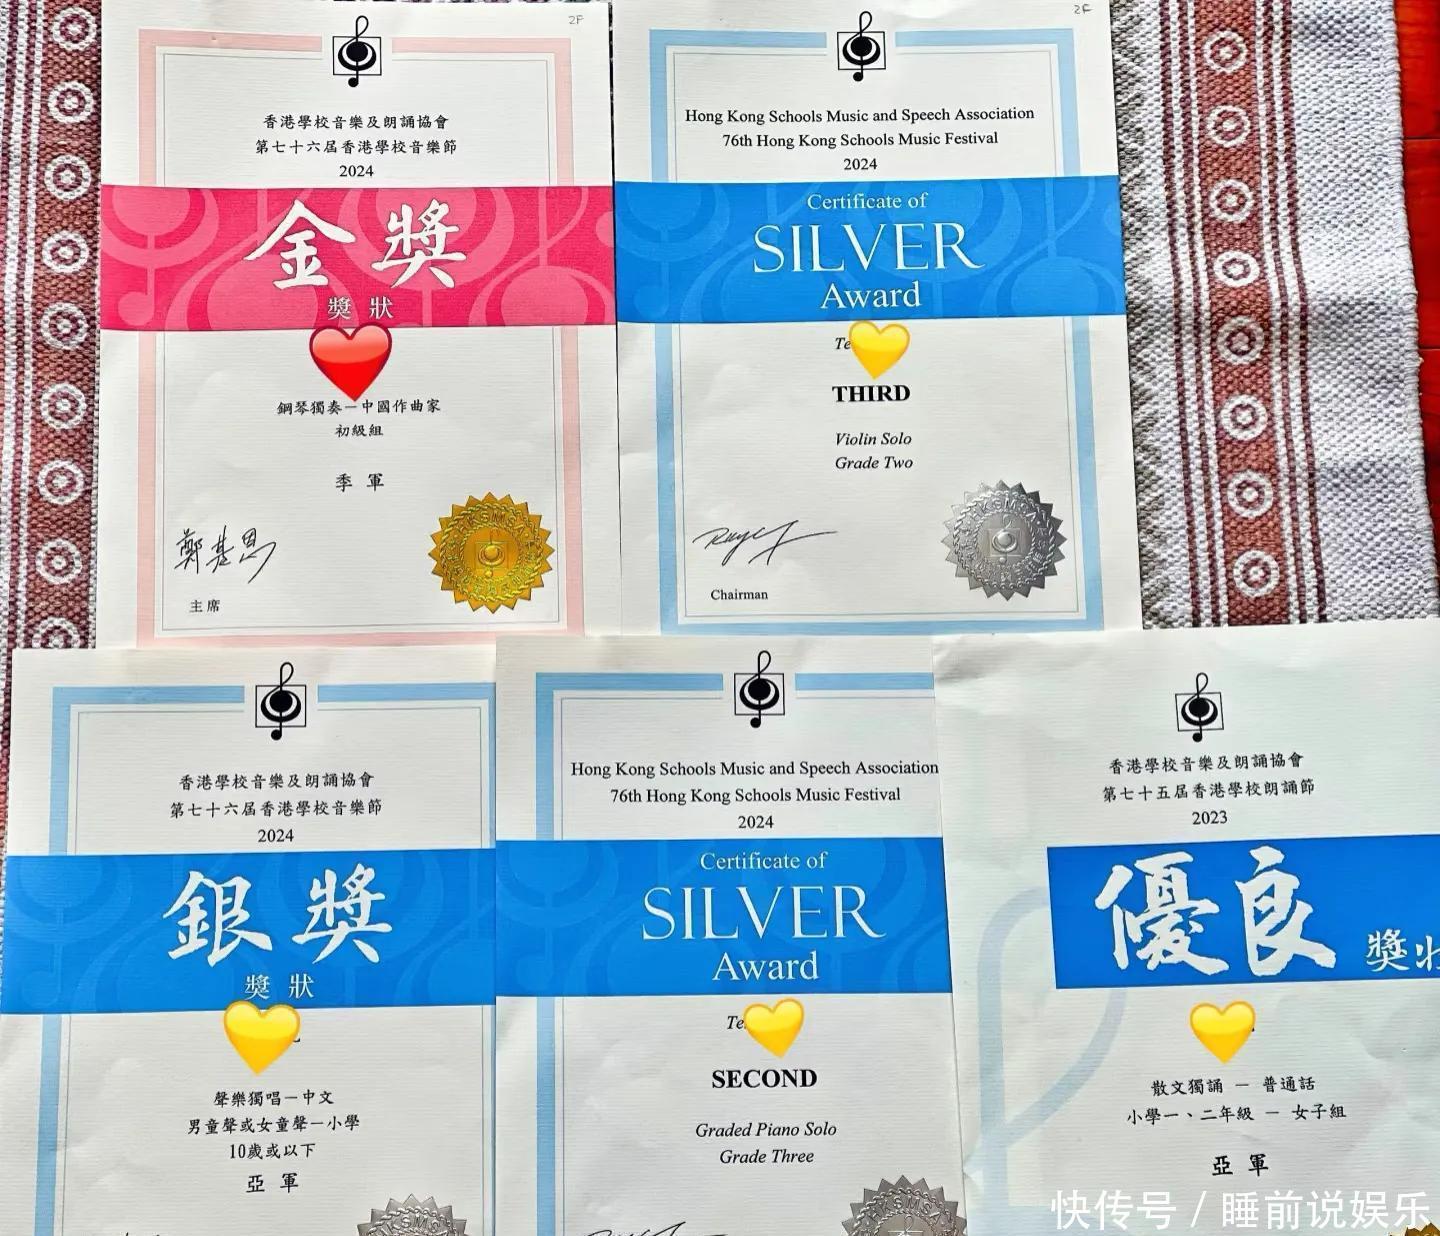 2F
香港學校音樂及朗誦協會
第七十六屆香港學校音樂節
2024
金獎
獎狀
鋼琴獨奏－中國作曲家
初級組
季軍
鄭基恩
主席
2F
Hong Kong Schools Music and Speech Association
76th Hong Kong Schools Music Festival
2024
Certificate of
SILVER
Award
Te
THIRD
Violin Solo
Grade Two
Chairman
香港學校音樂及朗誦協會
第七十六屆香港學校音樂節
2024
銀獎
獎狀
聲樂獨唱－中文
男童聲或女童聲－小學
10歲或以下
亞軍
Hong Kong Schools Music and Speech Association
76th Hong Kong Schools Music Festival
2024
Certificate of
SILVER
Award
Te
SECOND
Graded Piano Solo
Grade Three
香港學校音樂及朗誦協會
第七十五屆香港學校朗誦節
2023
優良獎狀
散文獨誦 － 普通話
小學一、二年級 － 女子組
亞軍
快传号 / 睡前说娱乐